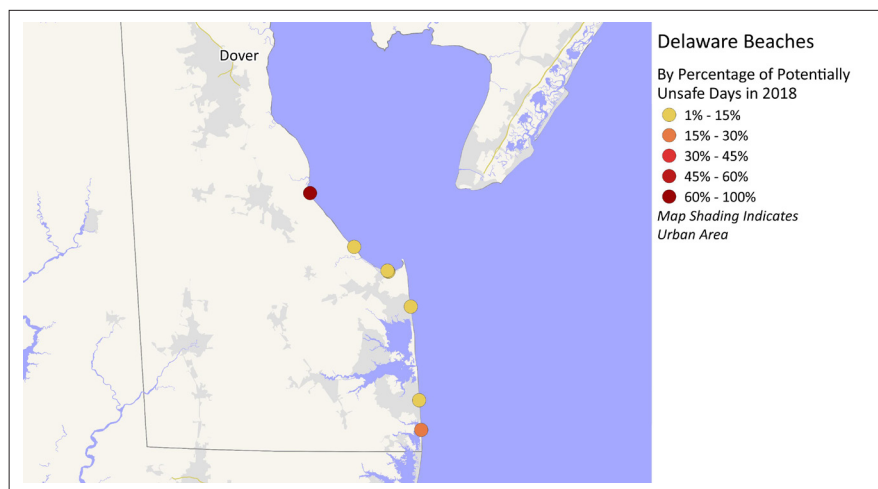 Dover
Delaware Beaches
By Percentage of Potentially
Unsafe Days in 2018
1% - 15%
15% - 30%
30% - 45%
45% - 60%
60% - 100%
Map Shading Indicates
Urban Area